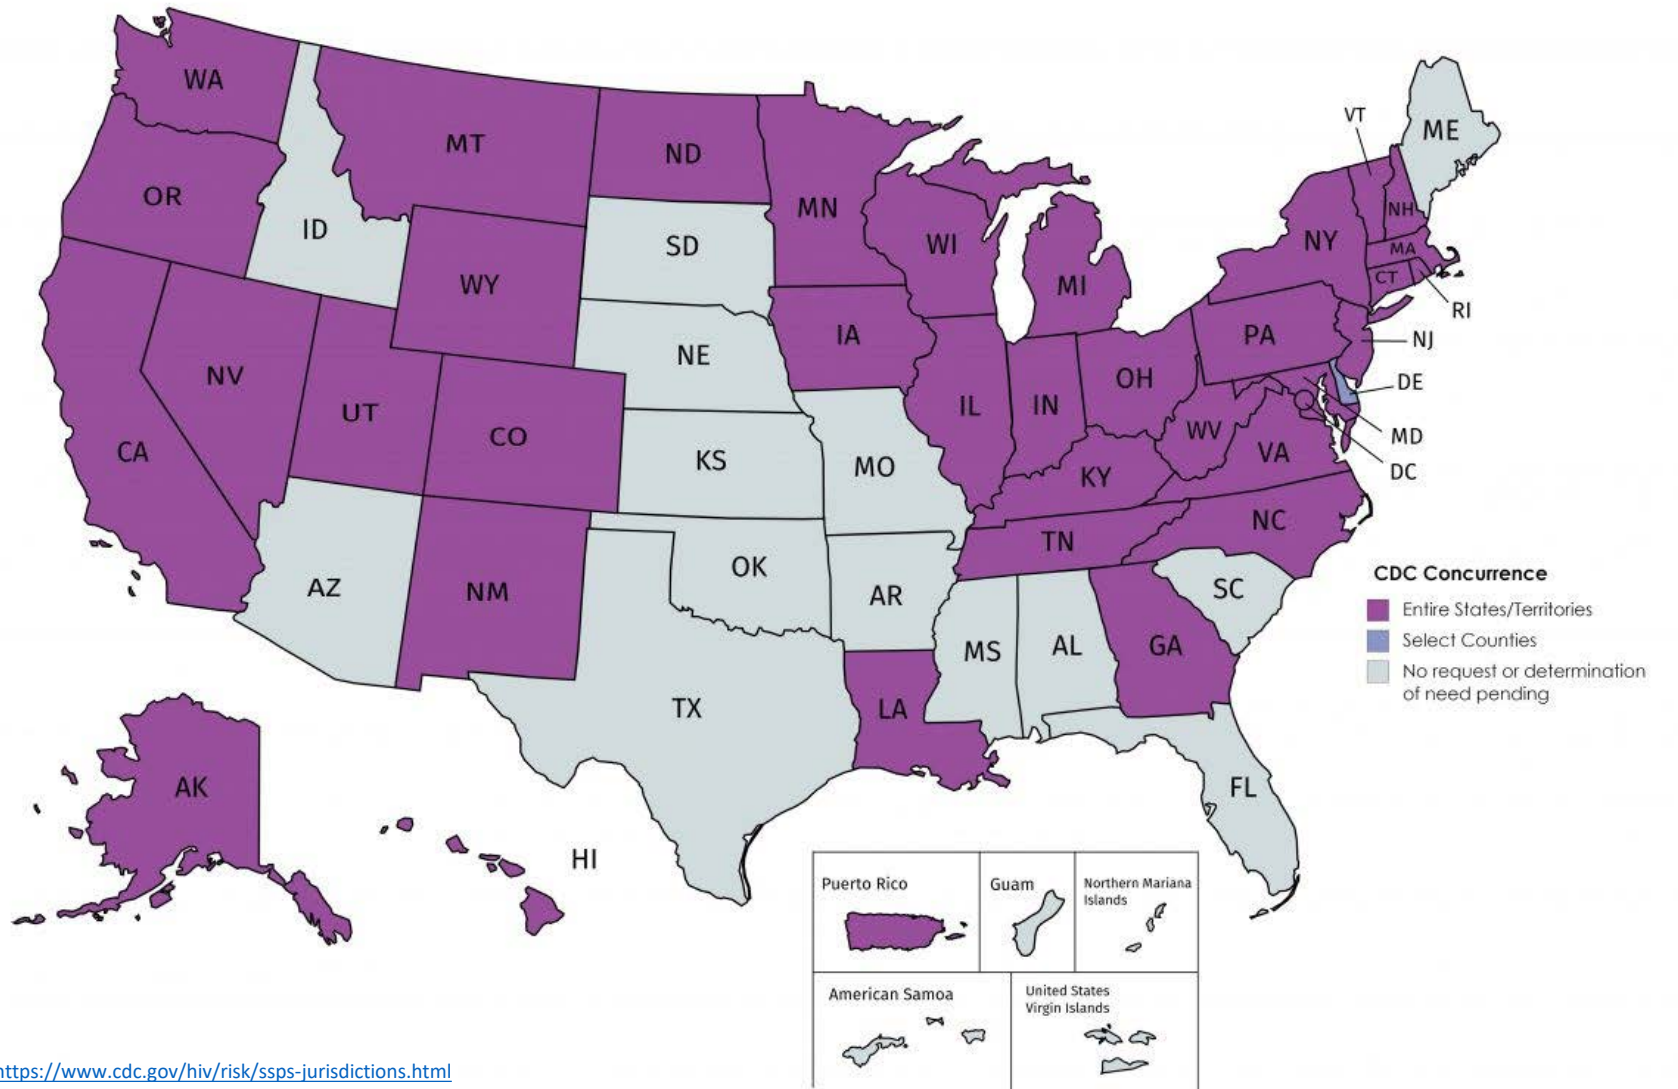 WA
MT
ND
MN
OR
ID
SD
WY
WI
MI
VT
ME
NH
NY
MA
CT
RI
NE
IA
PA
NJ
NV
UT
CO
CA
KS
MO
IL
IN
OH
WV
VA
KY
DE
MD
DC
AZ
NM
OK
AR
TN
NC
SC
TX
LA
MS
AL
GA
FL
AK
HI
CDC Concurrence
Entire States/Territories
Select Counties
No request or determination
of need pending
Puerto Rico
Guam
Northern Mariana
Islands
American Samoa
United States
Virgin Islands
https://www.cdc.gov/hiv/risk/ssps-jurisdictions.html